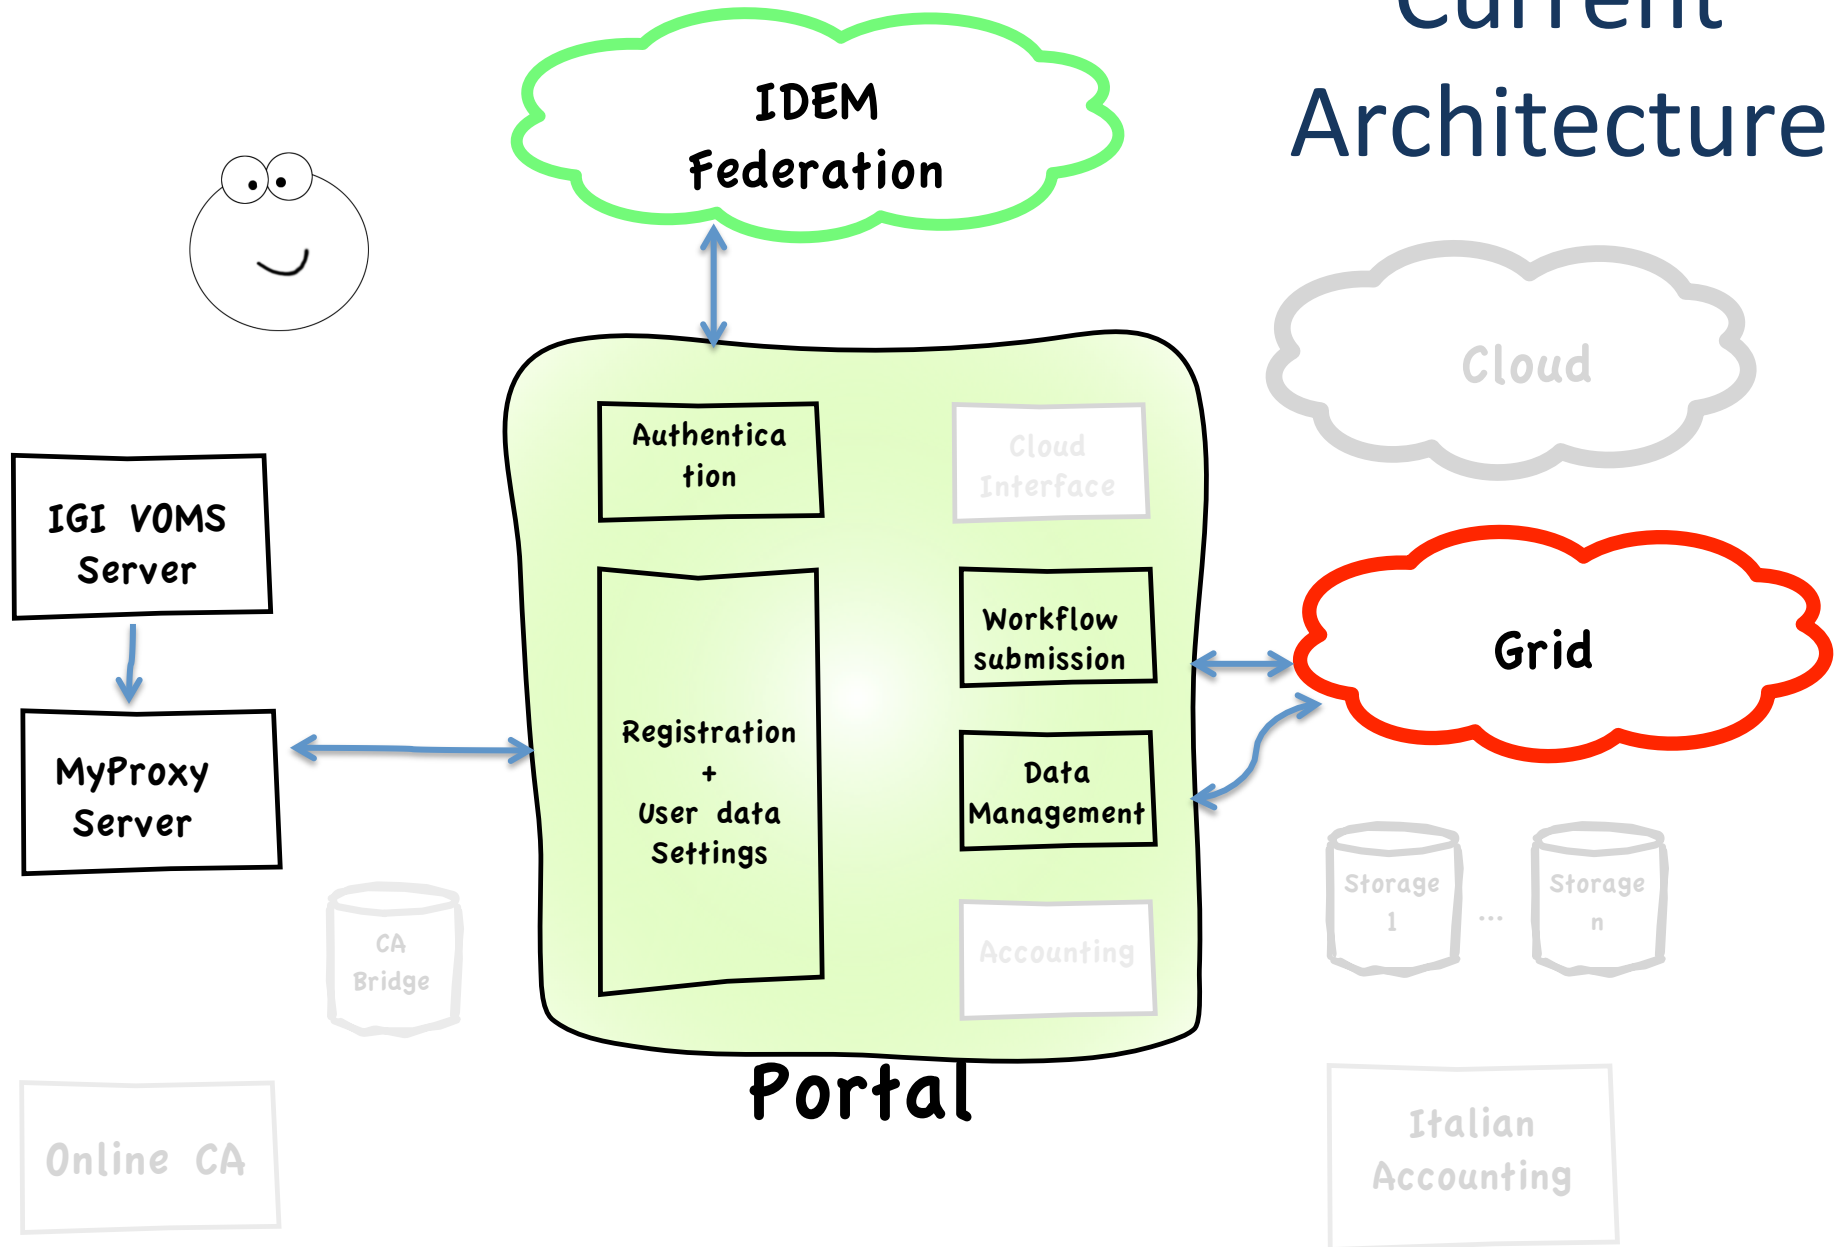 Current
Architecture
IDEM
Federation
Cloud
Authentica
tion
Cloud
Interface
IGI VOMS
Server
Workflow
submission
Grid
Registration
+
User data
Settings
Data
Management
MyProxy
Server
Storage
1
...
Storage
n
CA
Bridge
Accounting
Portal
Online CA
Italian
Accounting